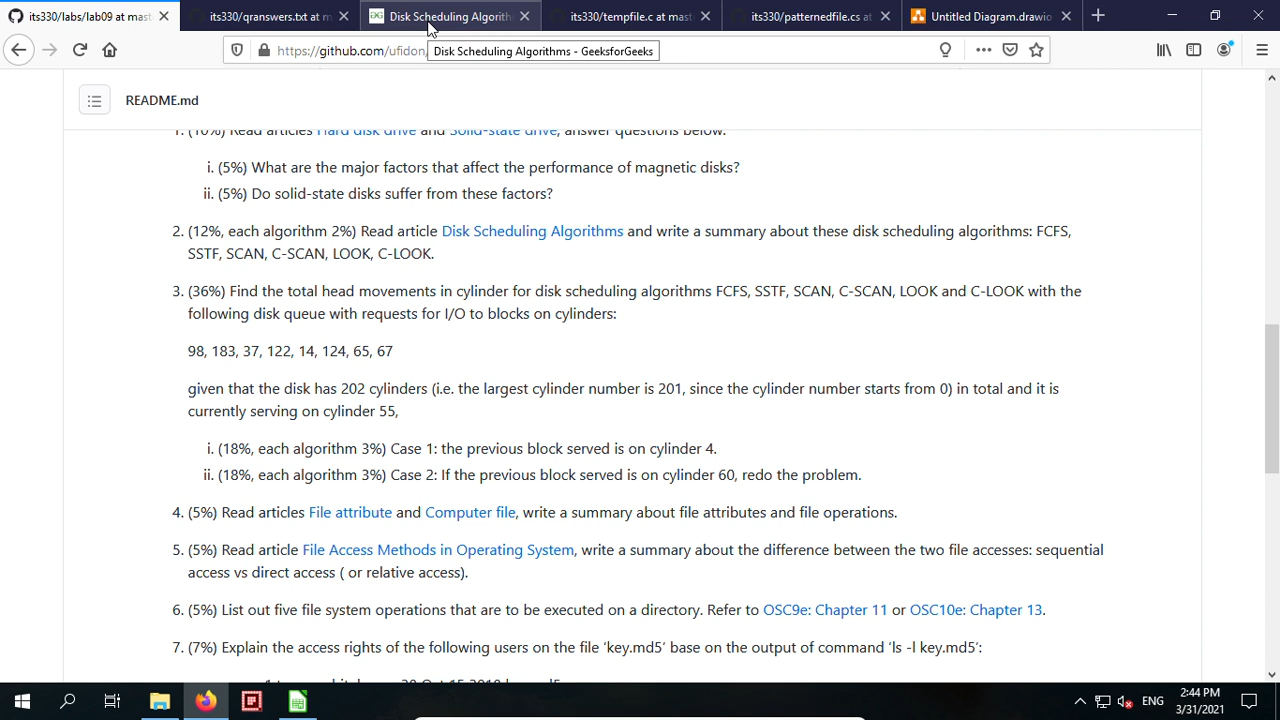 its330/labs/lab09 at mast
its330/qranswers.txt at m
Disk Scheduling Algorith
its330/tempfile.c at mast
its330/patternedfile.cs at
Untitled Diagram.drawio
https://github.com/ufidon,
Disk Scheduling Algorithms - GeeksforGeeks
README.md
1. (10%) Read articles Hard disk drive and Solid-state drive, answer questions below.
i. (5%) What are the major factors that affect the performance of magnetic disks?
ii. (5%) Do solid-state disks suffer from these factors?
2. (12%, each algorithm 2%) Read article Disk Scheduling Algorithms and write a summary about these disk scheduling algorithms: FCFS,
SSTF, SCAN, C-SCAN, LOOK, C-LOOK.
3. (36%) Find the total head movements in cylinder for disk scheduling algorithms FCFS, SSTF, SCAN, C-SCAN, LOOK and C-LOOK with the
following disk queue with requests for I/O to blocks on cylinders:
98, 183, 37, 122, 14, 124, 65, 67
given that the disk has 202 cylinders (i.e. the largest cylinder number is 201, since the cylinder number starts from 0) in total and it is
currently serving on cylinder 55,
i. (18%, each algorithm 3%) Case 1: the previous block served is on cylinder 4.
ii. (18%, each algorithm 3%) Case 2: If the previous block served is on cylinder 60, redo the problem.
4. (5%) Read articles File attribute and Computer file, write a summary about file attributes and file operations.
5. (5%) Read article File Access Methods in Operating System, write a summary about the difference between the two file accesses: sequential
access vs direct access ( or relative access).
6. (5%) List out five file system operations that are to be executed on a directory. Refer to OSC9e: Chapter 11 or OSC10e: Chapter 13.
7. (7%) Explain the access rights of the following users on the file ‘key.md5’ base on the output of command ‘ls -l key.md5’:
ENG
2:44 PM
3/31/2021